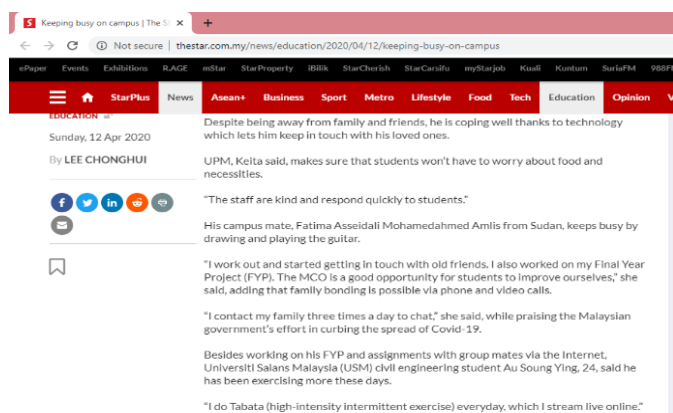 Keeping busy on campus | The S
Not secure | thestar.com.my/news/education/2020/04/12/keeping-busy-on-campus
ePaper Events Exhibitions R.AGE mStar StarProperty iBilik StarCherish StarCarsifu myStarjob Kuali Kuntum SuriaFM 988F
StarPlus News Asean+ Business Sport Metro Lifestyle Food Tech Education Opinion V
EDUCATION
Sunday, 12 Apr 2020
By LEE CHONGHUI
Despite being away from family and friends, he is coping well thanks to technology
which lets him keep in touch with his loved ones.
UPM, Keita said, makes sure that students won't have to worry about food and
necessities.
"The staff are kind and respond quickly to students."
His campus mate, Fatima Asseidali Mohamedahmed Amlis from Sudan, keeps busy by
drawing and playing the guitar.
"I work out and started getting in touch with old friends. I also worked on my Final Year
Project (FYP). The MCO is a good opportunity for students to improve ourselves," she
said, adding that family bonding is possible via phone and video calls.
"I contact my family three times a day to chat," she said, while praising the Malaysian
government's effort in curbing the spread of Covid-19.
Besides working on his FYP and assignments with group mates via the Internet,
Universiti Salans Malaysia (USM) civil engineering student Au Soung Ying, 24, said he
has been exercising more these days.
"I do Tabata (high-intensity intermittent exercise) everyday, which I stream live online."